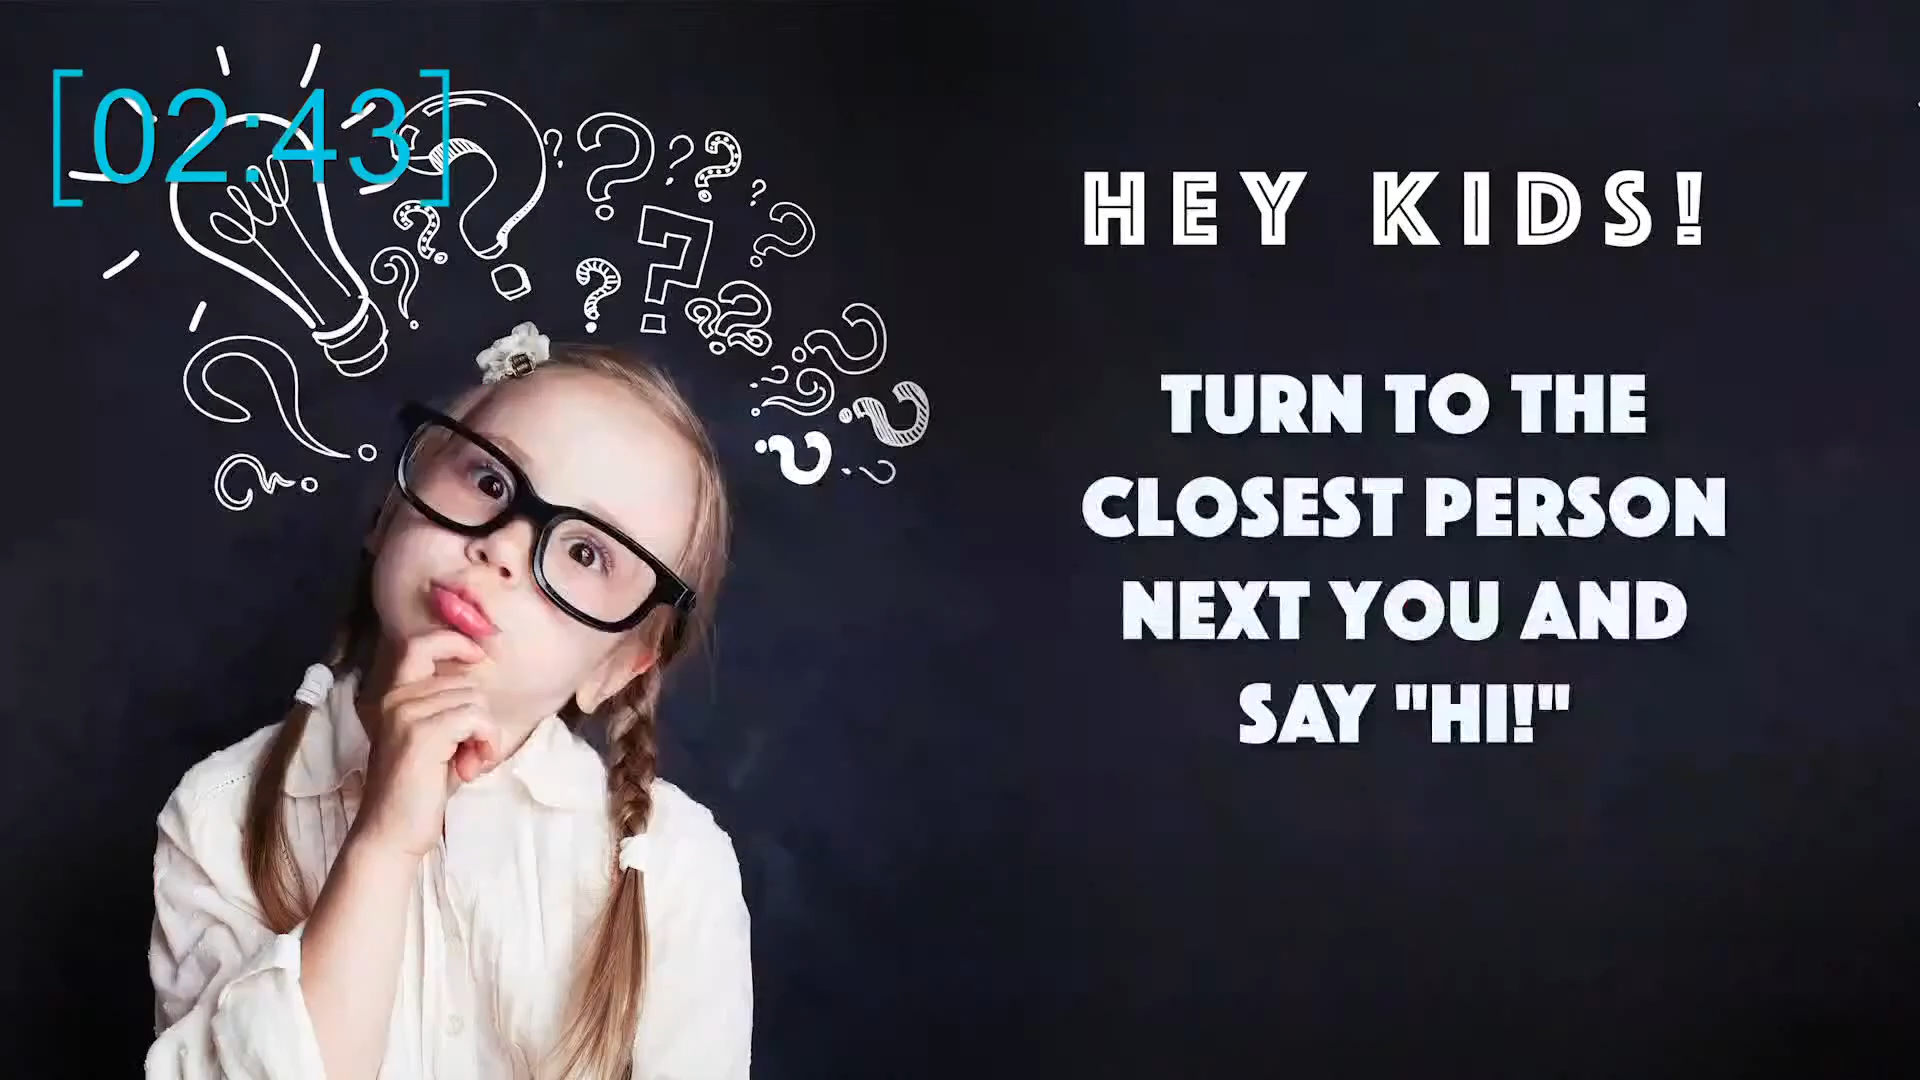 [02:43]
HEY KIDS!
TURN TO THE
CLOSEST PERSON
NEXT YOU AND
SAY "HI!"